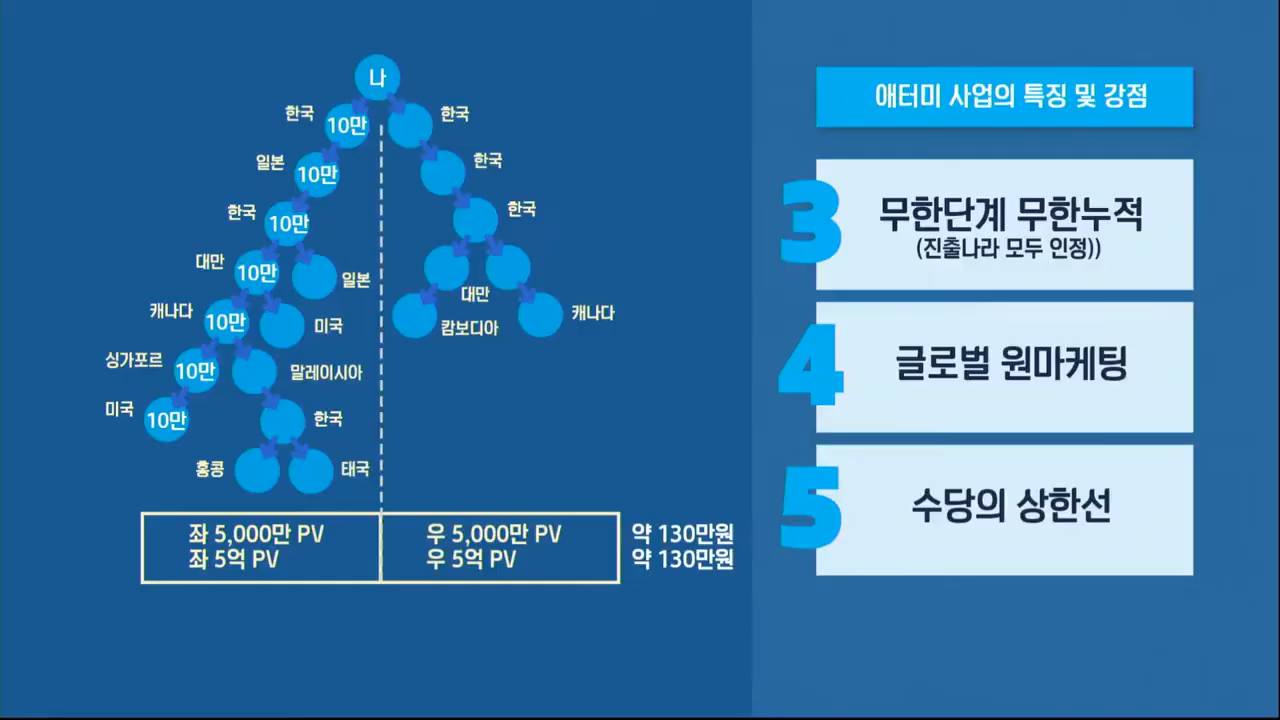 나
한국
10만
한국
일본
10만
한국
한국
10만
한국
대만
10만
일본
대만
캐나다
10만
미국
캄보디아
캐나다
싱가포르
10만
말레이시아
미국
10만
한국
홍콩
태국
좌 5,000만 PV
우 5,000만 PV
약 130만원
좌 5억 PV
우 5억 PV
약 130만원
애터미 사업의 특징 및 강점
3
무한단계 무한누적
(진출나라 모두 인정))
4
글로벌 원마케팅
5
수당의 상한선